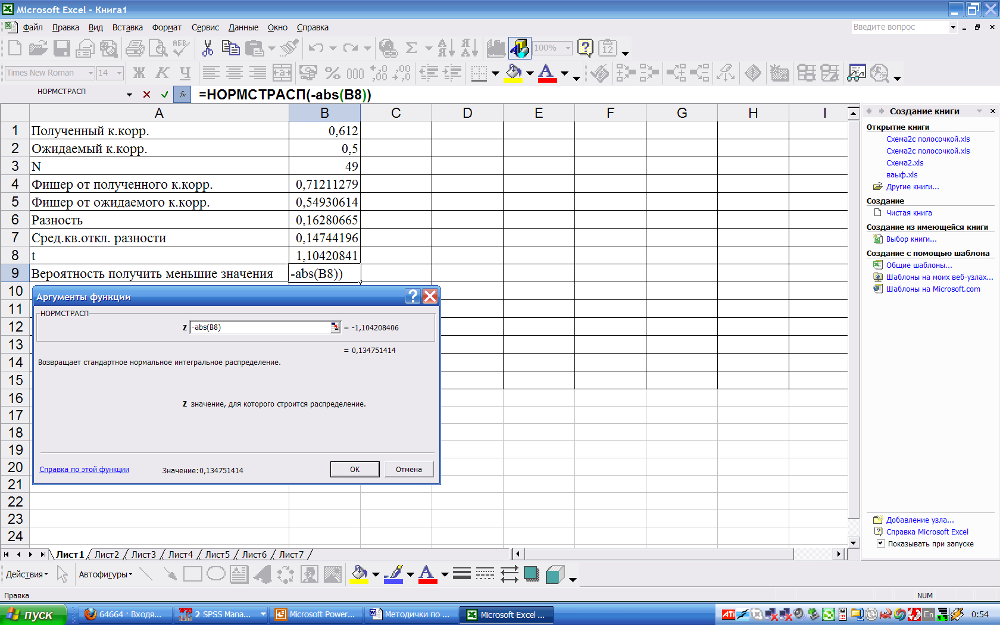 Microsoft Excel - Книга1
Файл Правка Вид Вставка Формат Сервис Данные Окно Справка Введите вопрос
100%
Times New Roman 14 Ж К Ч
НОРМСТРАСП =НОРМСТРАСП(-abs(B8))
A B C D E F G H I
1 Полученный к.корр. 0,612
2 Ожидаемый к.корр. 0,5
3 N 49
4 Фишер от полученного к.корр. 0,71211279
5 Фишер от ожидаемого к.корр. 0,54930614
6 Разность 0,16280665
7 Сред.кв.откл. разности 0,14744196
8 t 1,10420841
9 Вероятность получить меньшие значения -abs(B8))
10
11
12
13
14
15
16
17
18
19
20
21
22
23
24
Аргументы функции
НОРМСТРАСП
z -abs(B8) = -1,104208406
= 0,134751414
Возвращает стандартное нормальное интегральное распределение.
z значение, для которого строится распределение.
Справка по этой функции Значение:0,134751414 ОК Отмена
Создание книги
Открытие книги
Схема2с полосочкой.xls
Схема2с полосочкой.xls
Схема2.xls
ваыф.xls
Другие книги...
Создание
Чистая книга
Создание из имеющейся книги
Выбор книги...
Создание с помощью шаблона
Общие шаблоны...
Шаблоны на моих веб-узлах...
Шаблоны на Microsoft.com
Добавление узла...
Справка Microsoft Excel
Показывать при запуске
Лист1 Лист2 Лист3 Лист4 Лист5 Лист6 Лист7
Действия Автофигуры
Правка NUM
пуск 64664 · Входя... 2 SPSS Mana... Microsoft Power... Методички по ... Microsoft Excel ... ATI En 0:54